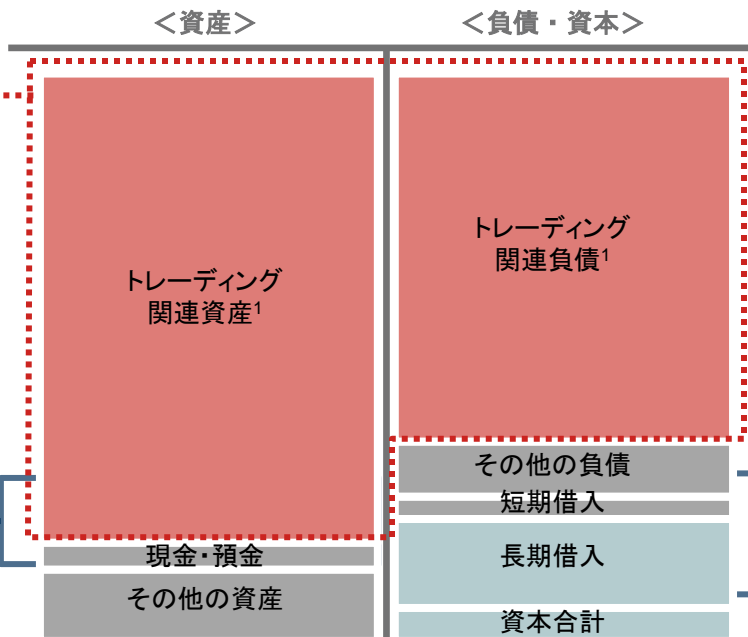 ＜資産＞
＜負債・資本＞
トレーディング
関連資産¹
現金・預金
その他の資産
トレーディング
関連負債¹
その他の負債
短期借入
長期借入
資本合計